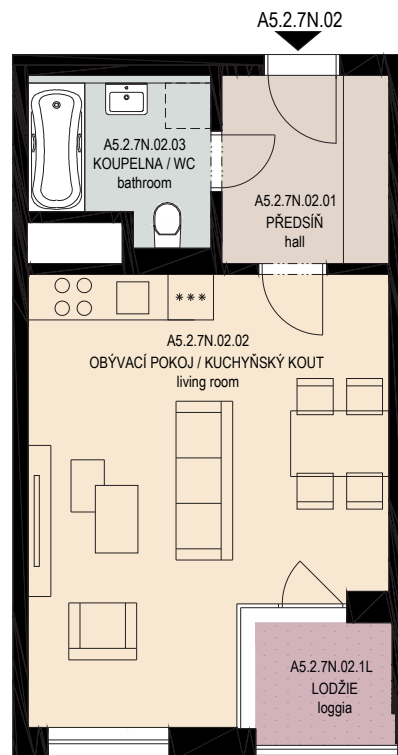 A5.2.7N.02
A5.2.7N.02.03
KOUPELNA / WC
bathroom
A5.2.7N.02.01
PŘEDSÍŇ
hall
***
A5.2.7N.02.02
OBÝVACÍ POKOJ / KUCHYŇSKÝ KOUT
living room
A5.2.7N.02.1L
LODŽIE
loggia